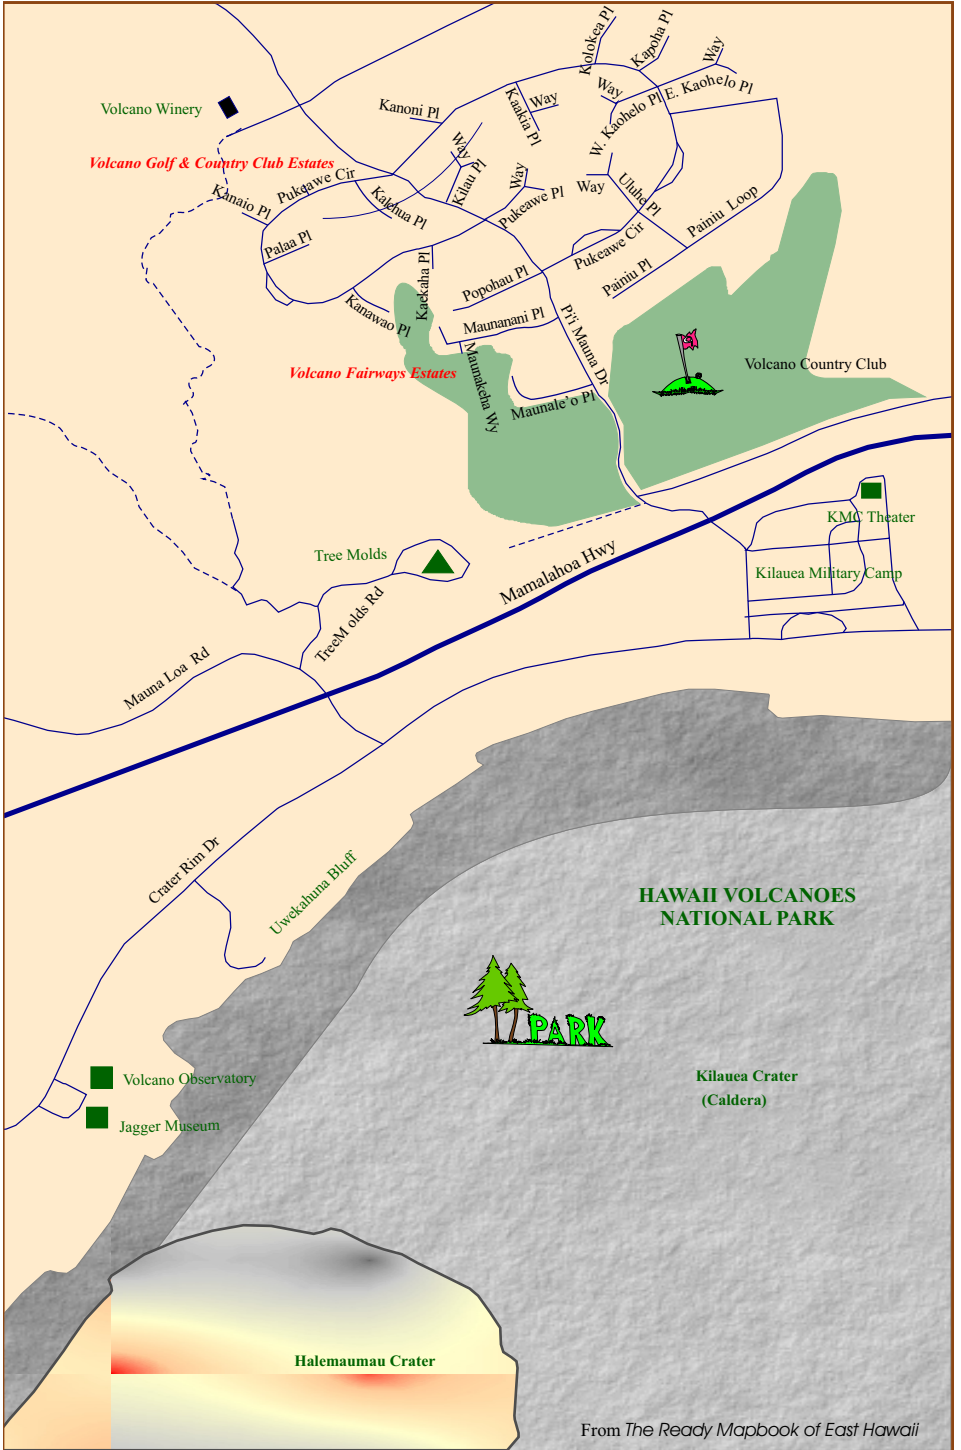 Kolokea Pl
Kapoha Pl
Way
Volcano Winery
Kanoni Pl
Kaakia Pl
Way
Way
W. Kaohelo Pl
E. Kaohelo Pl
Volcano Golf & Country Club Estates
Way
Kilau Pl
Way
Way
Pukeawe Cir
Kanaio Pl
Kalehua Pl
Pukeawe Pl
Uluhe Pl
Painiu Loop
Palaa Pl
Kaekaha Pl
Pukeawe Cir
Popohau Pl
Painiu Pl
Kanawao Pl
Maunanani Pl
Pi'i Mauna Dr
Volcano Country Club
Volcano Fairways Estates
Maunakeha Wy
Maunale'o Pl
KMC Theater
Tree Molds
Mamalahoa Hwy
Kilauea Military Camp
TreeM olds Rd
Mauna Loa Rd
Crater Rim Dr
Uwekahuna Bluff
HAWAII VOLCANOES
NATIONAL PARK
PARK
Volcano Observatory
Kilauea Crater
(Caldera)
Jagger Museum
Halemaumau Crater
From The Ready Mapbook of East Hawaii